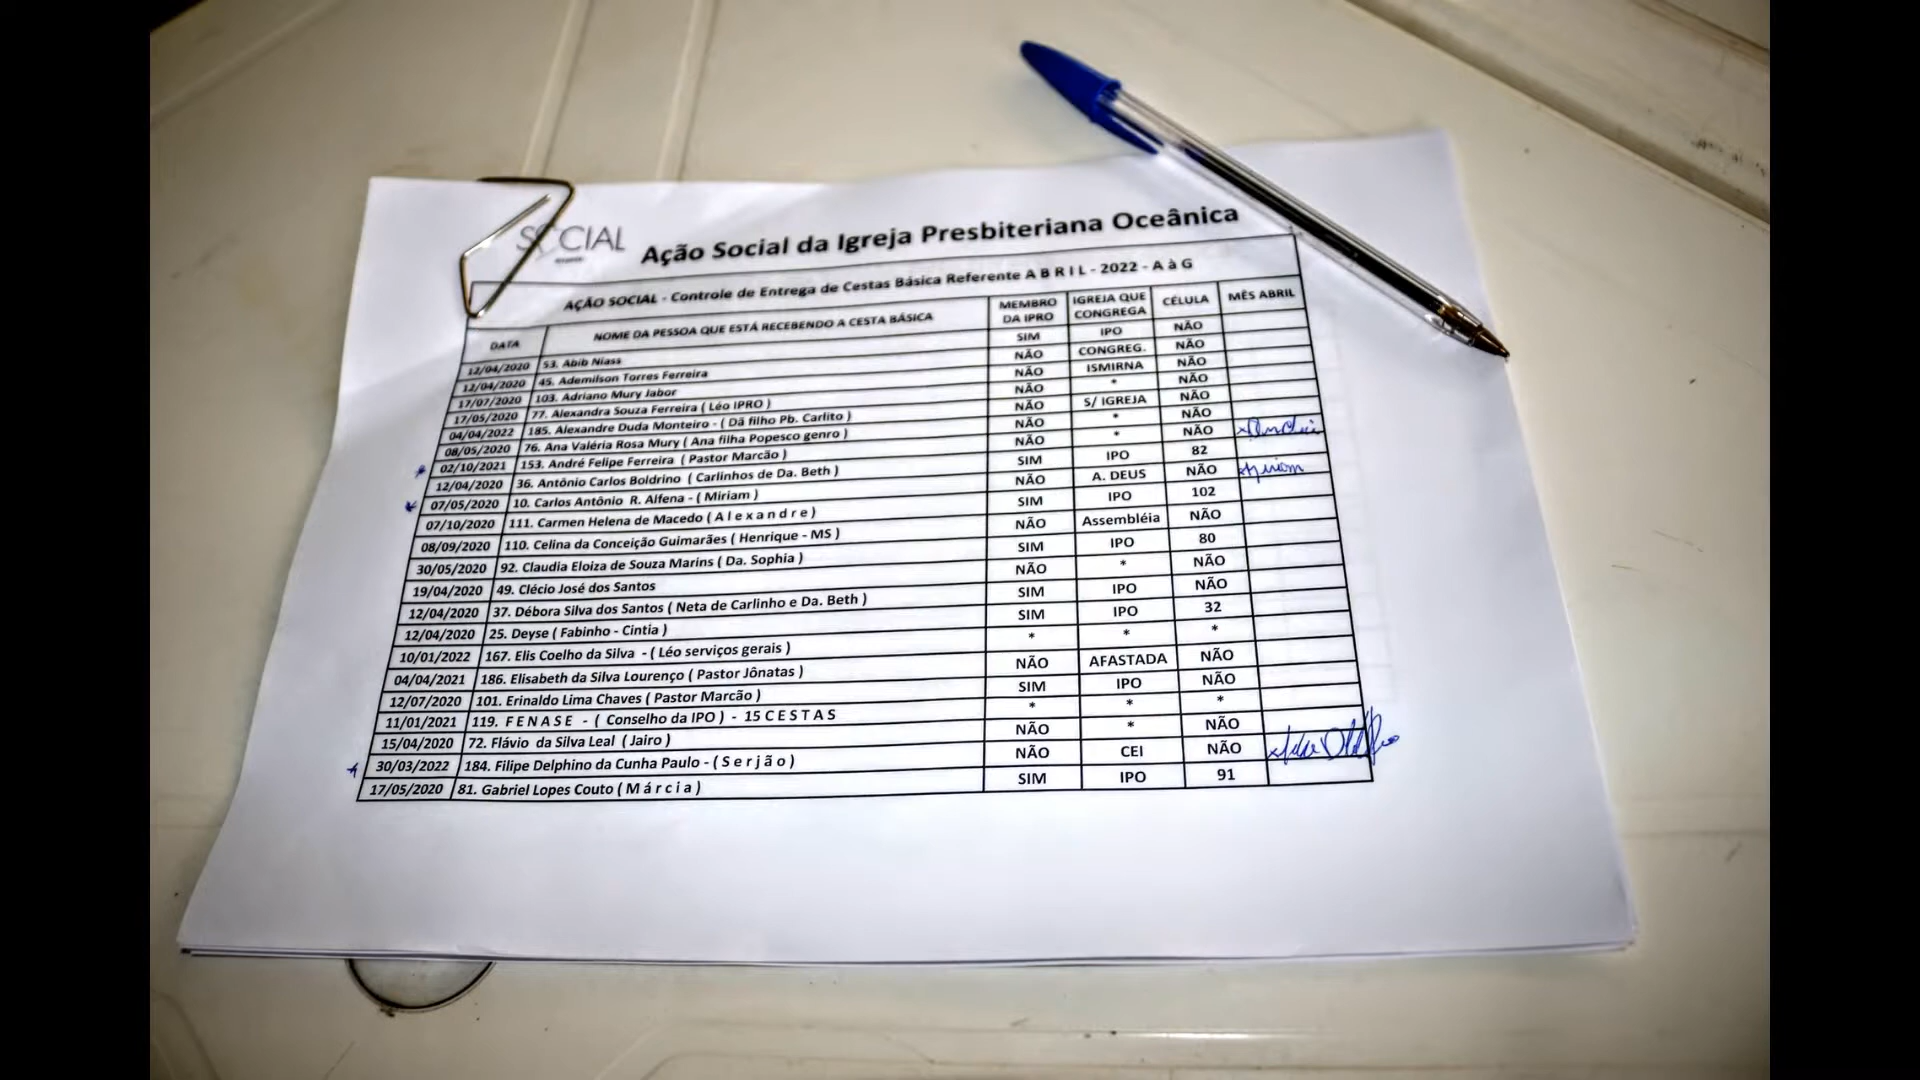 SOCIAL
Ação Social da Igreja Presbiteriana Oceânica
AÇÃO SOCIAL - Controle de Entrega de Cestas Básica Referente A B R I L - 2022 - A à G
DATA NOME DA PESSOA QUE ESTÁ RECEBENDO A CESTA BÁSICA MEMBRO DA IPRO IGREJA QUE CONGREGA CÉLULA MÊS ABRIL
12/04/2020 53. Abib Niass SIM IPO NÃO
12/04/2020 45. Ademilson Torres Ferreira NÃO CONGREG. NÃO
17/07/2020 103. Adriano Mury Jabor NÃO ISMIRNA NÃO
17/05/2020 77. Alexandra Souza Ferreira ( Léo IPRO ) NÃO * NÃO
04/04/2022 185. Alexandre Duda Monteiro - ( Dã filho Pb. Carlito ) NÃO S/ IGREJA NÃO
08/05/2020 76. Ana Valéria Rosa Mury ( Ana filha Popesco genro ) NÃO * NÃO
02/10/2021 153. André Felipe Ferreira ( Pastor Marcão ) NÃO * NÃO
12/04/2020 36. Antônio Carlos Boldrino ( Carlinhos de Da. Beth ) SIM IPO 82
07/05/2020 10. Carlos Antônio R. Alfena - ( Miriam ) NÃO A. DEUS NÃO Miriam
07/10/2020 111. Carmen Helena de Macedo ( A l e x a n d r e ) SIM IPO 102
08/09/2020 110. Celina da Conceição Guimarães ( Henrique - MS ) NÃO Assembléia NÃO
30/05/2020 92. Claudia Eloiza de Souza Marins ( Da. Sophia ) SIM IPO 80
19/04/2020 49. Clécio José dos Santos NÃO * NÃO
12/04/2020 37. Débora Silva dos Santos ( Neta de Carlinho e Da. Beth ) SIM IPO NÃO
12/04/2020 25. Deyse ( Fabinho - Cintia ) SIM IPO 32
10/01/2022 167. Elis Coelho da Silva - ( Léo serviços gerais ) * * *
04/04/2021 186. Elisabeth da Silva Lourenço ( Pastor Jônatas ) NÃO AFASTADA NÃO
12/07/2020 101. Erinaldo Lima Chaves ( Pastor Marcão ) SIM IPO NÃO
11/01/2021 119. F E N A S E - ( Conselho da IPO ) - 15 C E S T A S * * *
15/04/2020 72. Flávio da Silva Leal ( Jairo ) NÃO * NÃO
30/03/2022 184. Filipe Delphino da Cunha Paulo - ( S e r j ã o ) NÃO CEI NÃO
17/05/2020 81. Gabriel Lopes Couto ( M á r c i a ) SIM IPO 91